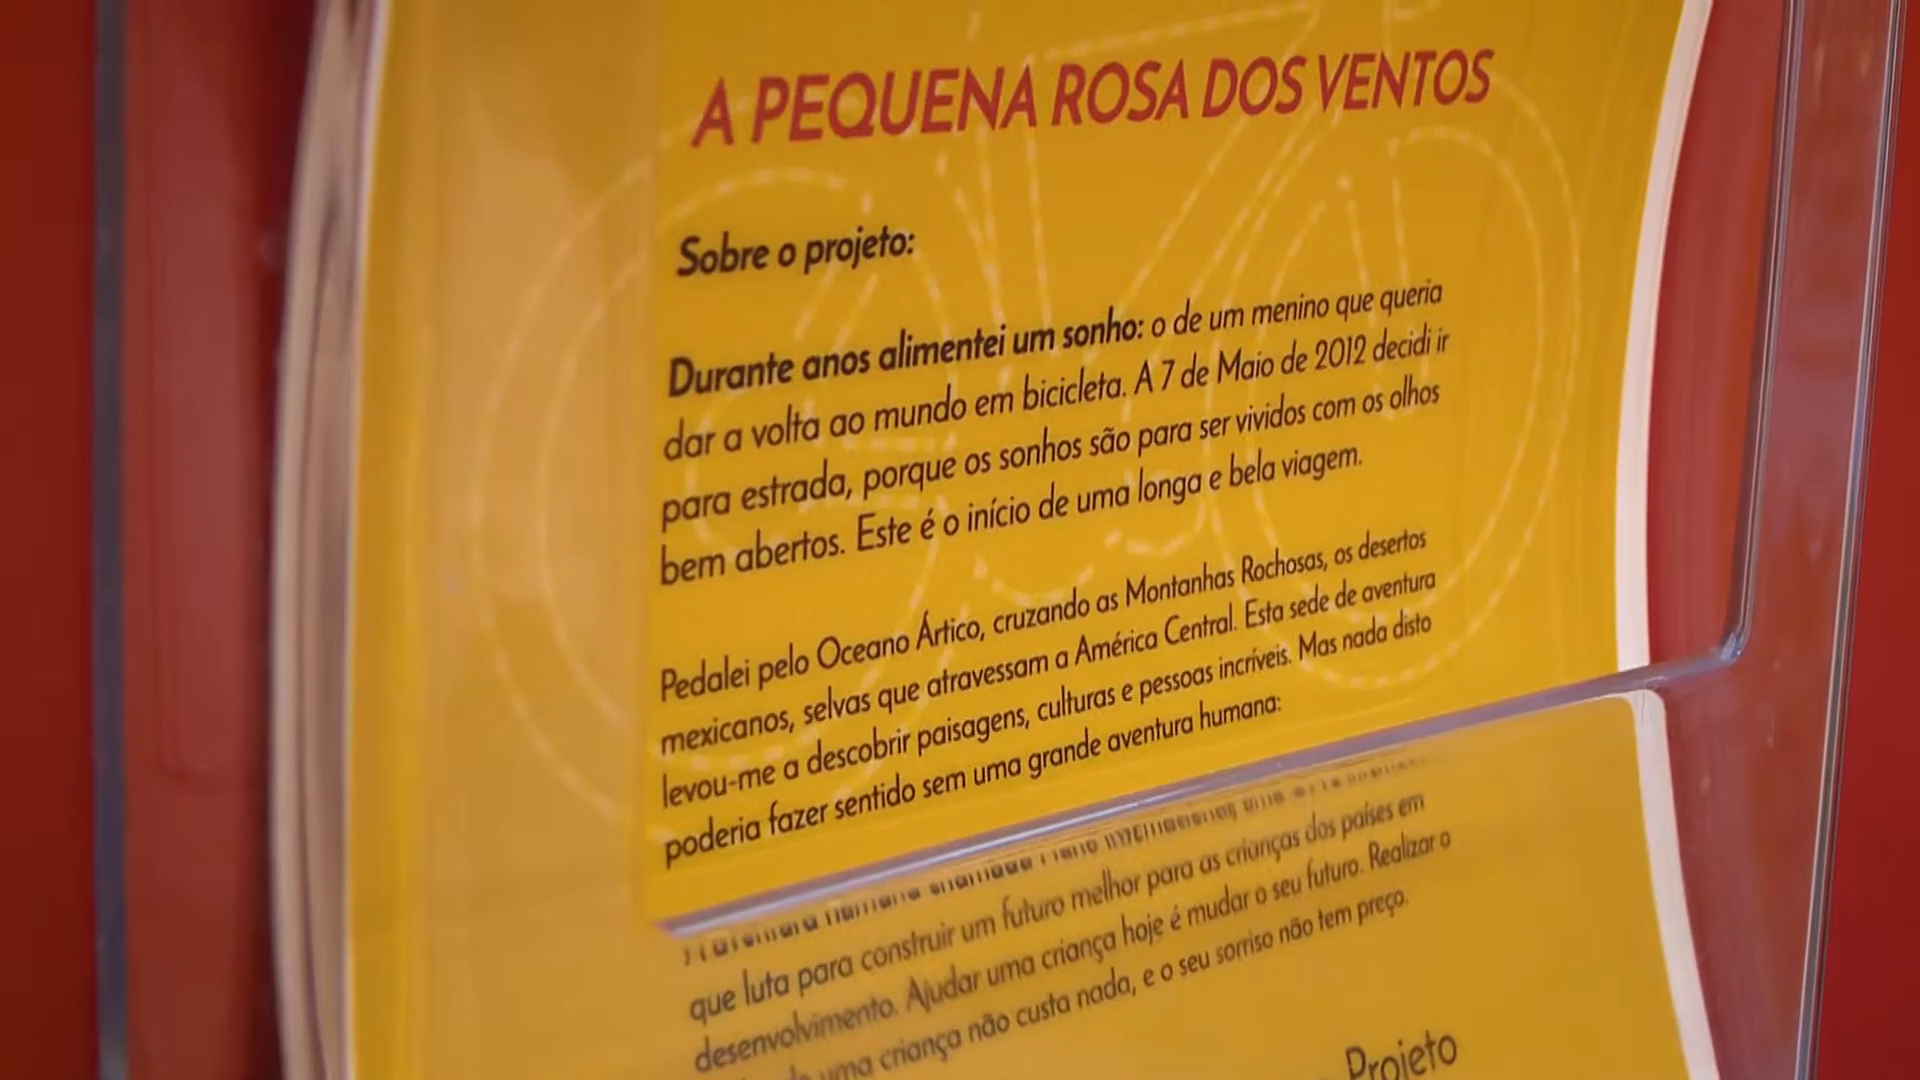 A PEQUENA ROSA DOS VENTOS
Sobre o projeto:
Durante anos alimentei um sonho: o de um menino que queria
dar a volta ao mundo em bicicleta. A 7 de Maio de 2012 decidi ir
para estrada, porque os sonhos são para ser vividos com os olhos
bem abertos. Este é o início de uma longa e bela viagem.
Pedalei pelo Oceano Ártico, cruzando as Montanhas Rochosas, os desertos
mexicanos, selvas que atravessam a América Central. Esta sede de aventura
levou-me a descobrir paisagens, culturas e pessoas incríveis. Mas nada disto
poderia fazer sentido sem uma grande aventura humana:
que luta para construir um futuro melhor para as crianças dos países em
desenvolvimento. Ajudar uma criança hoje é mudar o seu futuro. Realizar o
uma criança não custa nada, e o seu sorriso não tem preço.
Projeto